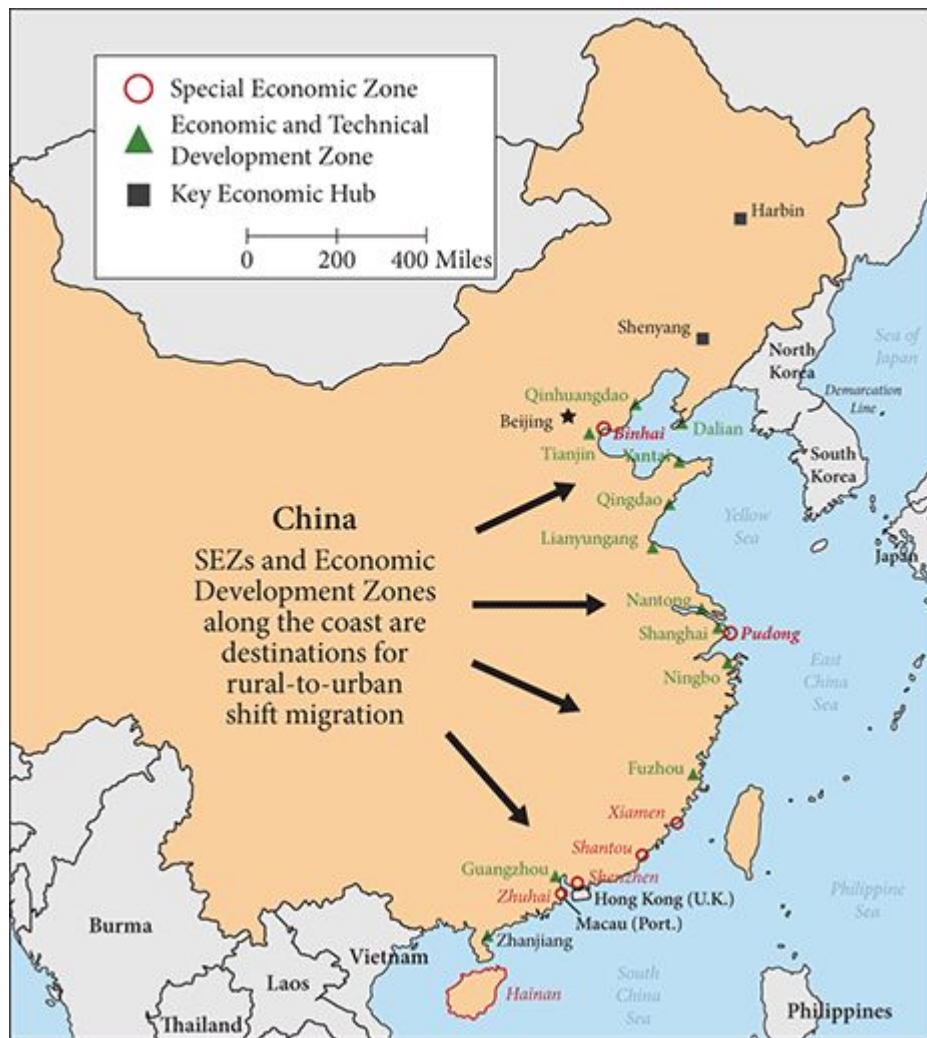 Special Economic Zone
Economic and Technical
Development Zone
Key Economic Hub
0 200 400 Miles
Harbin
Shenyang
North
Korea
Sea of
Japan
Demarcation
Line
Qinhuangdao
Beijing
Binhai
Dalian
Tianjin
Yantai
South
Korea
Qingdao
Yellow
Sea
Japan
Lianyungang
China
SEZs and Economic
Development Zones
along the coast are
destinations for
rural-to-urban
shift migration
Nantong
Shanghai
Pudong
Ningbo
East
China
Sea
Fuzhou
Xiamen
Shantou
Guangzhou
Shenzhen
Zhuhai
Hong Kong (U.K.)
Macau (Port.)
Philippine
Sea
Burma
Zhanjiang
Vietnam
Laos
Hainan
South
China
Sea
Thailand
Philippines